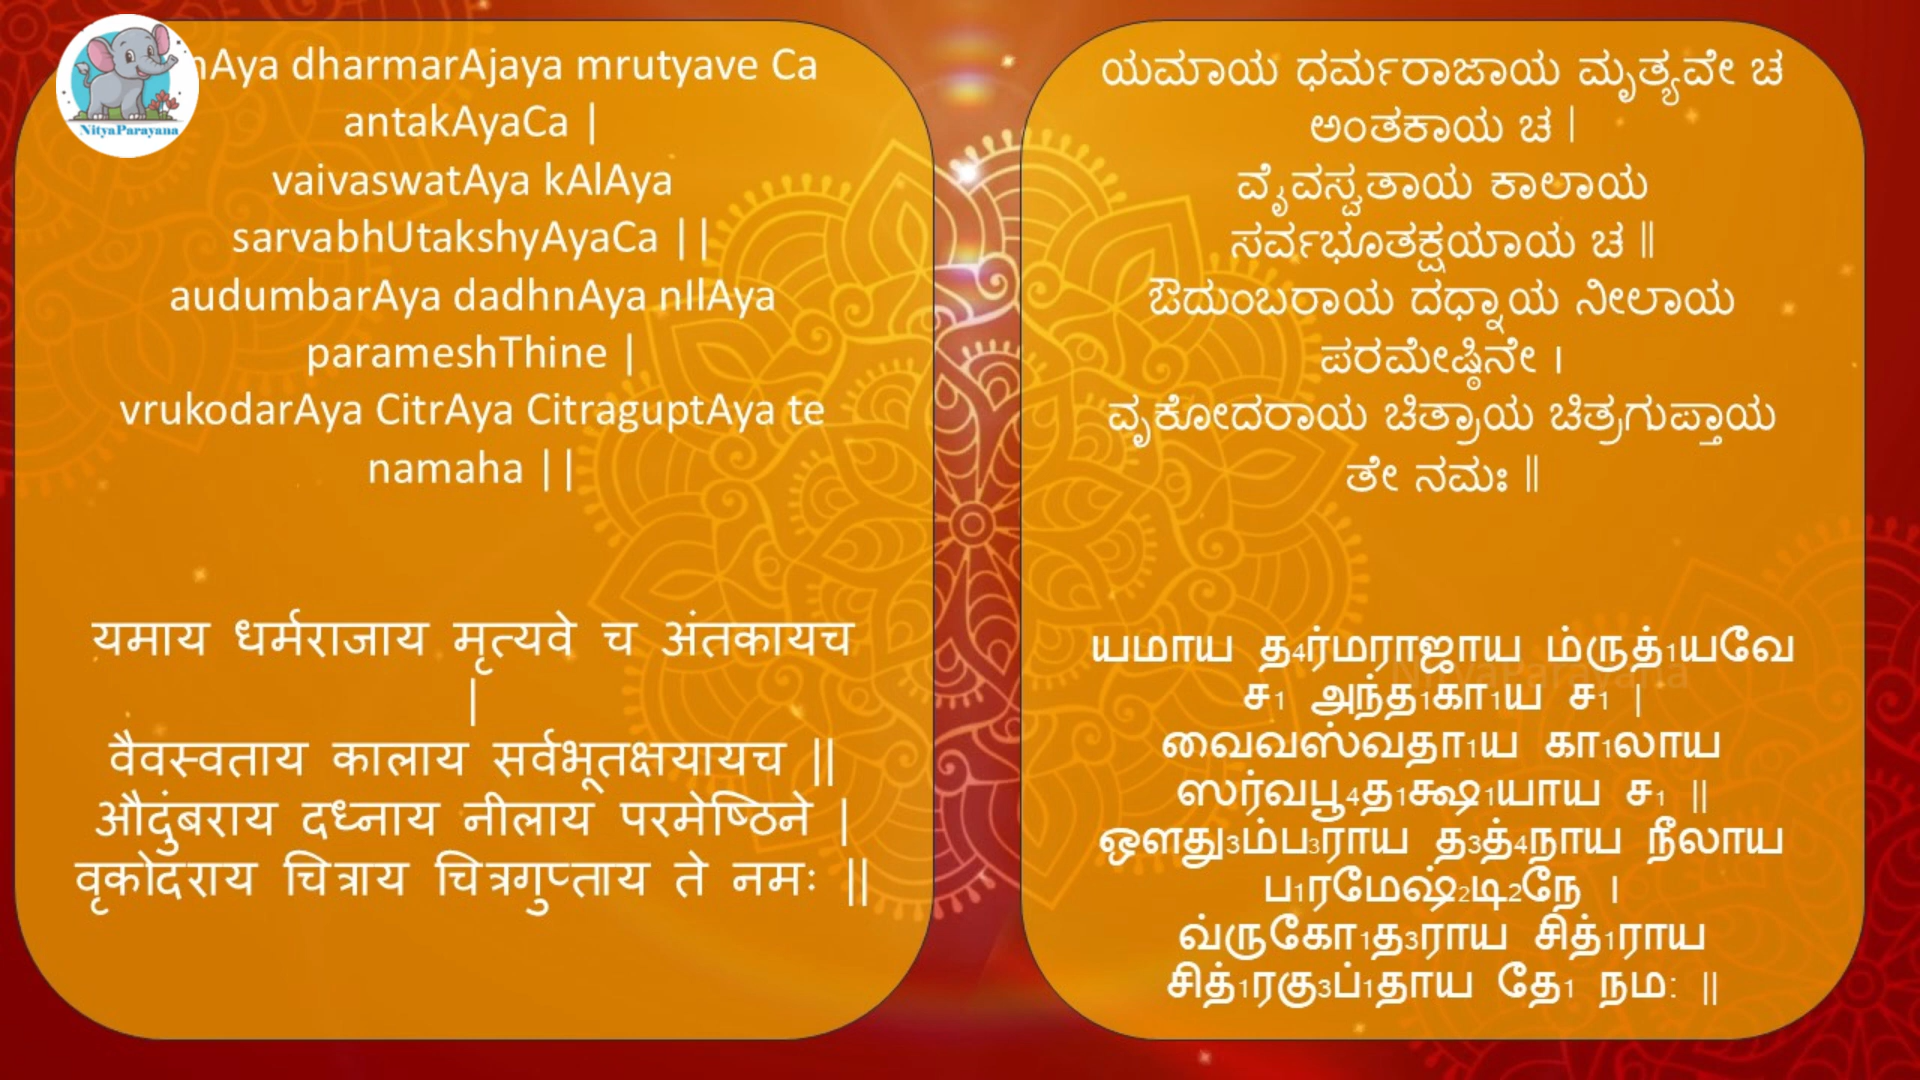 NityaParayana
dharmarAjaya mrutyave Ca
antakAyaCa |
vaivaswatAya kAlAya
sarvabhUtakshyAyaCa ||
audumbarAya dadhnAya nIlAya
parameshThine |
vrukodarAya CitrAya CitraguptAya te
namaha ||
यमाय धर्मराजाय मृत्यवे च अंतकायच
|
वैवस्वताय कालाय सर्वभूतक्षयायच ||
औदुंबराय दध्नाय नीलाय परमेष्ठिने |
वृकोदराय चित्राय चित्रगुप्ताय ते नमः ||
ಯಮಾಯ ಧರ್ಮರಾಜಾಯ ಮೃತ್ಯವೇ ಚ
ಅಂತಕಾಯ ಚ |
ವೈವಸ್ವತಾಯ ಕಾಲಾಯ
ಸರ್ವಭೂತಕ್ಷಯಾಯ ಚ ॥
ಔದುಂಬರಾಯ ದಧ್ನಾಯ ನೀಲಾಯ
ಪರಮೇಷ್ಠಿನೇ ।
ವೃಕೋದರಾಯ ಚಿತ್ರಾಯ ಚಿತ್ರಗುಪ್ತಾಯ
ತೇ ನಮಃ ॥
யமாய த₄ர்மராஜாய ம்ருத்₁யவே
ச₁ அந்த₁கா₁ய ச₁ |
வைவஸ்வதா₁ய கா₁லாய
ஸர்வபூ₄த₁க்ஷ₁யாய ச₁ ॥
ஒளது₃ம்ப₃ராய த₃த்₄நாய நீலாய
ப₁ரமேஷ்₂டி₂நே ।
வ்ருகோ₁த₃ராய சித்₁ராய
சித்₁ரகு₃ப்₁தாய தே₁ நம: ॥
NityaParayana